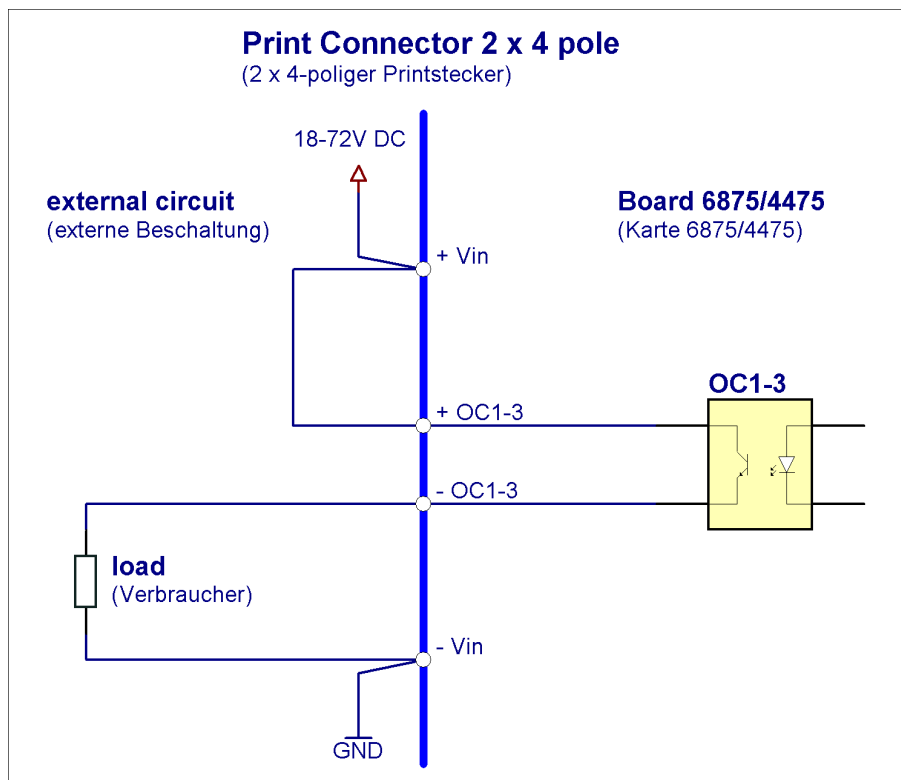 Print Connector 2 x 4 pole
(2 x 4-poliger Printstecker)
18-72V DC
external circuit
(externe Beschaltung)
Board 6875/4475
(Karte 6875/4475)
+ Vin
OC1-3
+ OC1-3
- OC1-3
load
(Verbraucher)
- Vin
GND